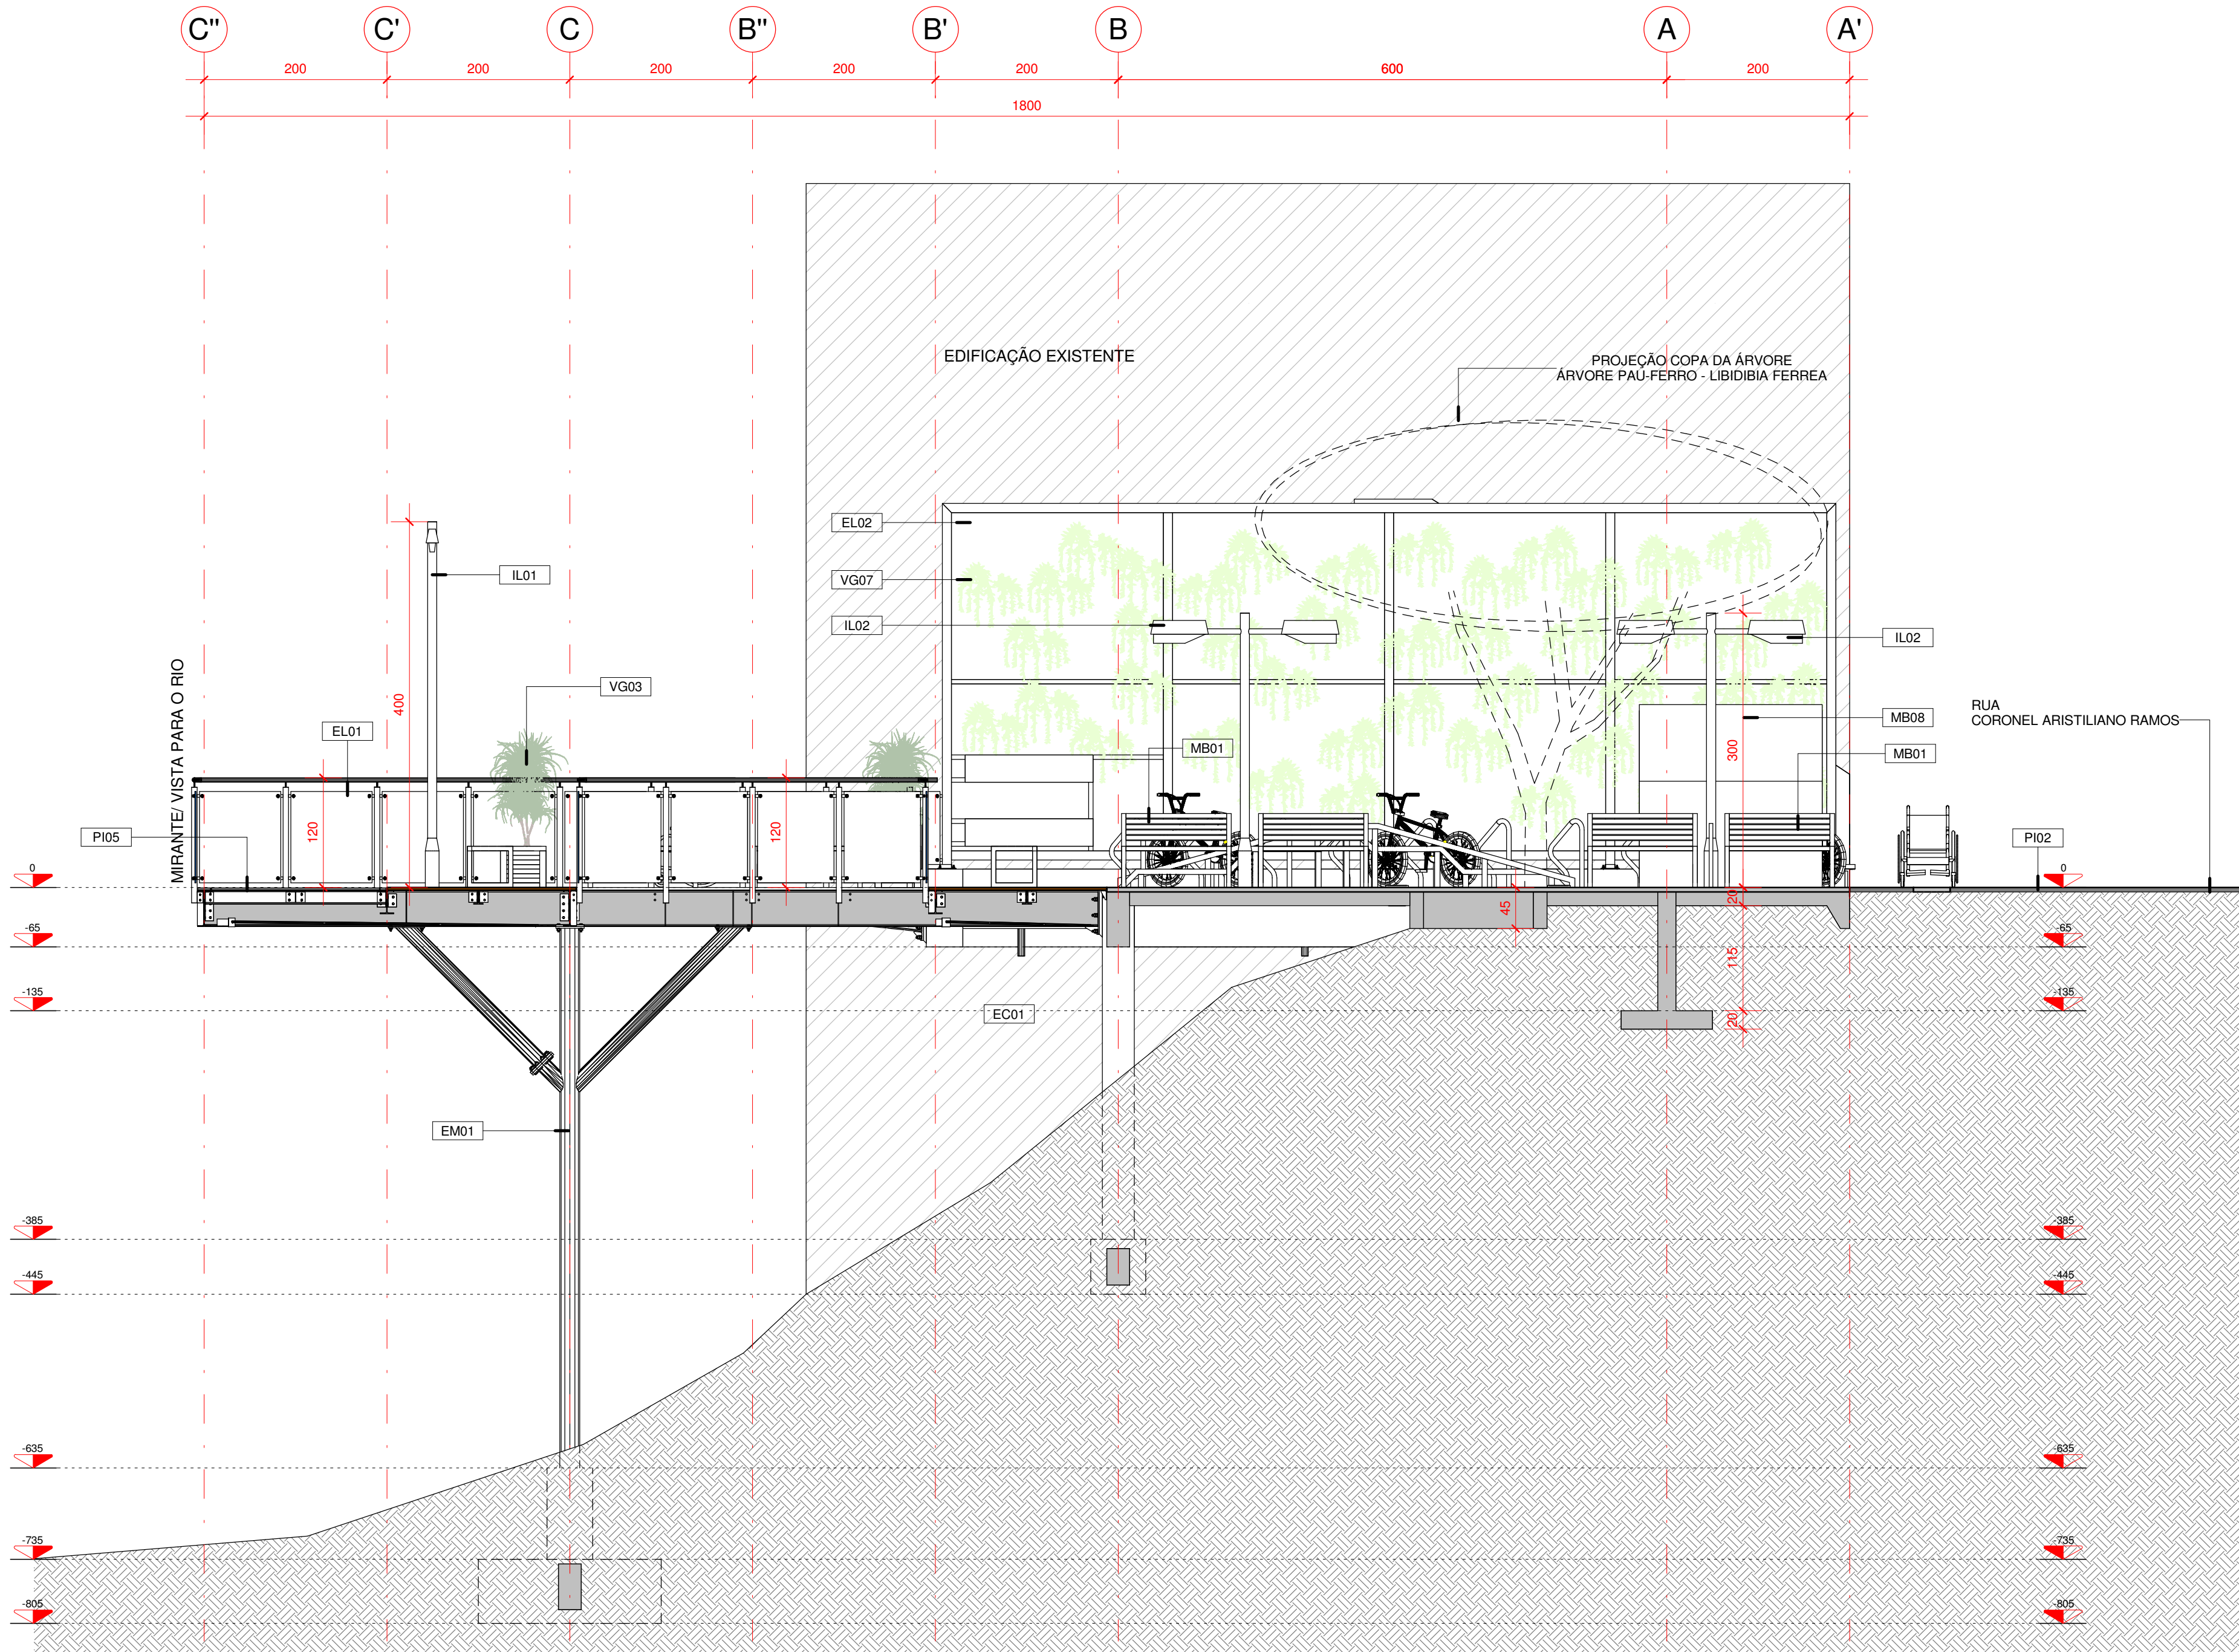 C"
C'
C
B"
B'
B
A
A'
200
200
200
200
200
600
200
1800
EDIFICAÇÃO EXISTENTE
PROJEÇÃO COPA DA ÁRVORE
ÁRVORE PAU-FERRO - LIBIDIBIA FERREA
EL02
IL01
VG07
IL02
IL02
MIRANTE/ VISTA PARA O RIO
400
VG03
EL01
MB01
300
MB08
MB01
RUA
CORONEL ARISTILIANO RAMOS
PI05
120
120
PI02
0
0
20
45
-65
-65
115
-135
-135
EC01
20
EM01
-385
-385
-445
-445
-635
-635
-735
-735
-805
-805